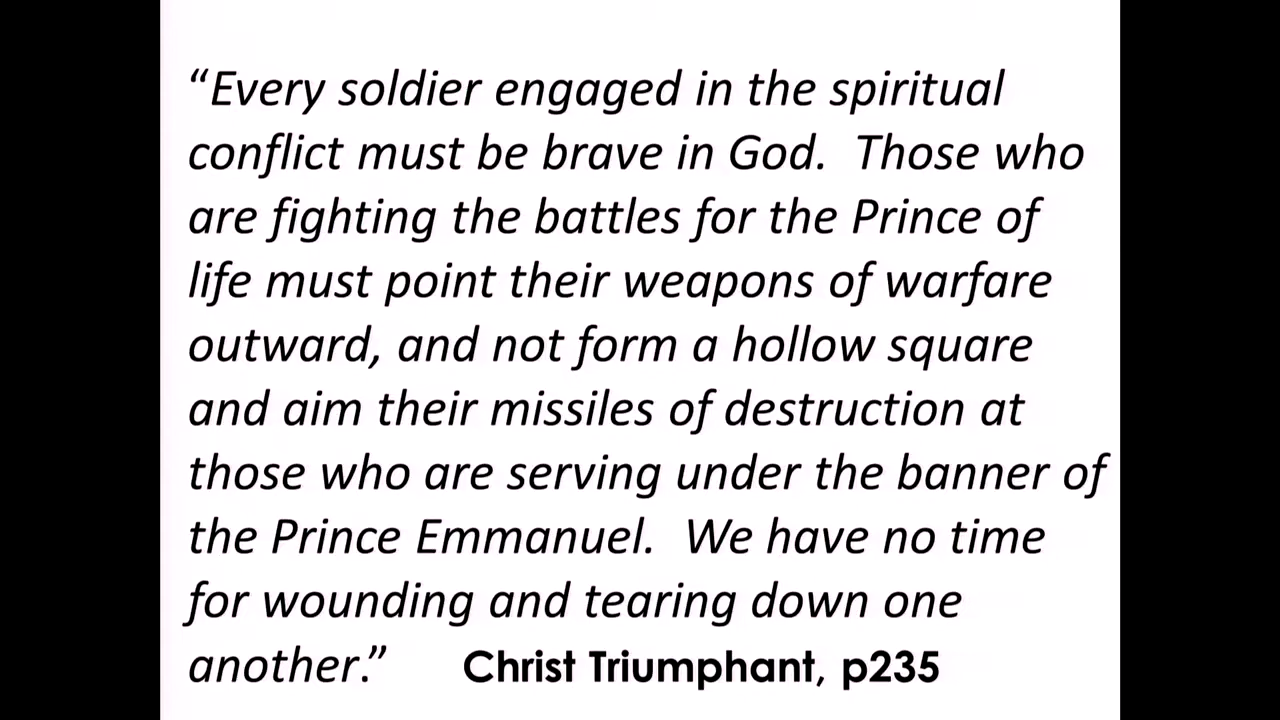 “Every soldier engaged in the spiritual
conflict must be brave in God.  Those who
are fighting the battles for the Prince of
life must point their weapons of warfare
outward, and not form a hollow square
and aim their missiles of destruction at
those who are serving under the banner of
the Prince Emmanuel.  We have no time
for wounding and tearing down one
another.” Christ Triumphant, p235